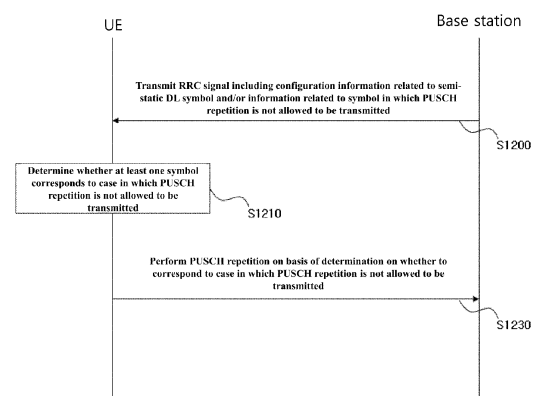 UE
Base station
Transmit RRC signal including configuration information related to semi-
static DL symbol and/or information related to symbol in which PUSCH
repetition is not allowed to be transmitted
S1200
Determine whether at least one symbol
corresponds to case in which PUSCH
repetition is not allowed to be
transmitted
S1210
Perform PUSCH repetition on basis of determination on whether to
correspond to case in which PUSCH repetition is not allowed to be
transmitted
S1230